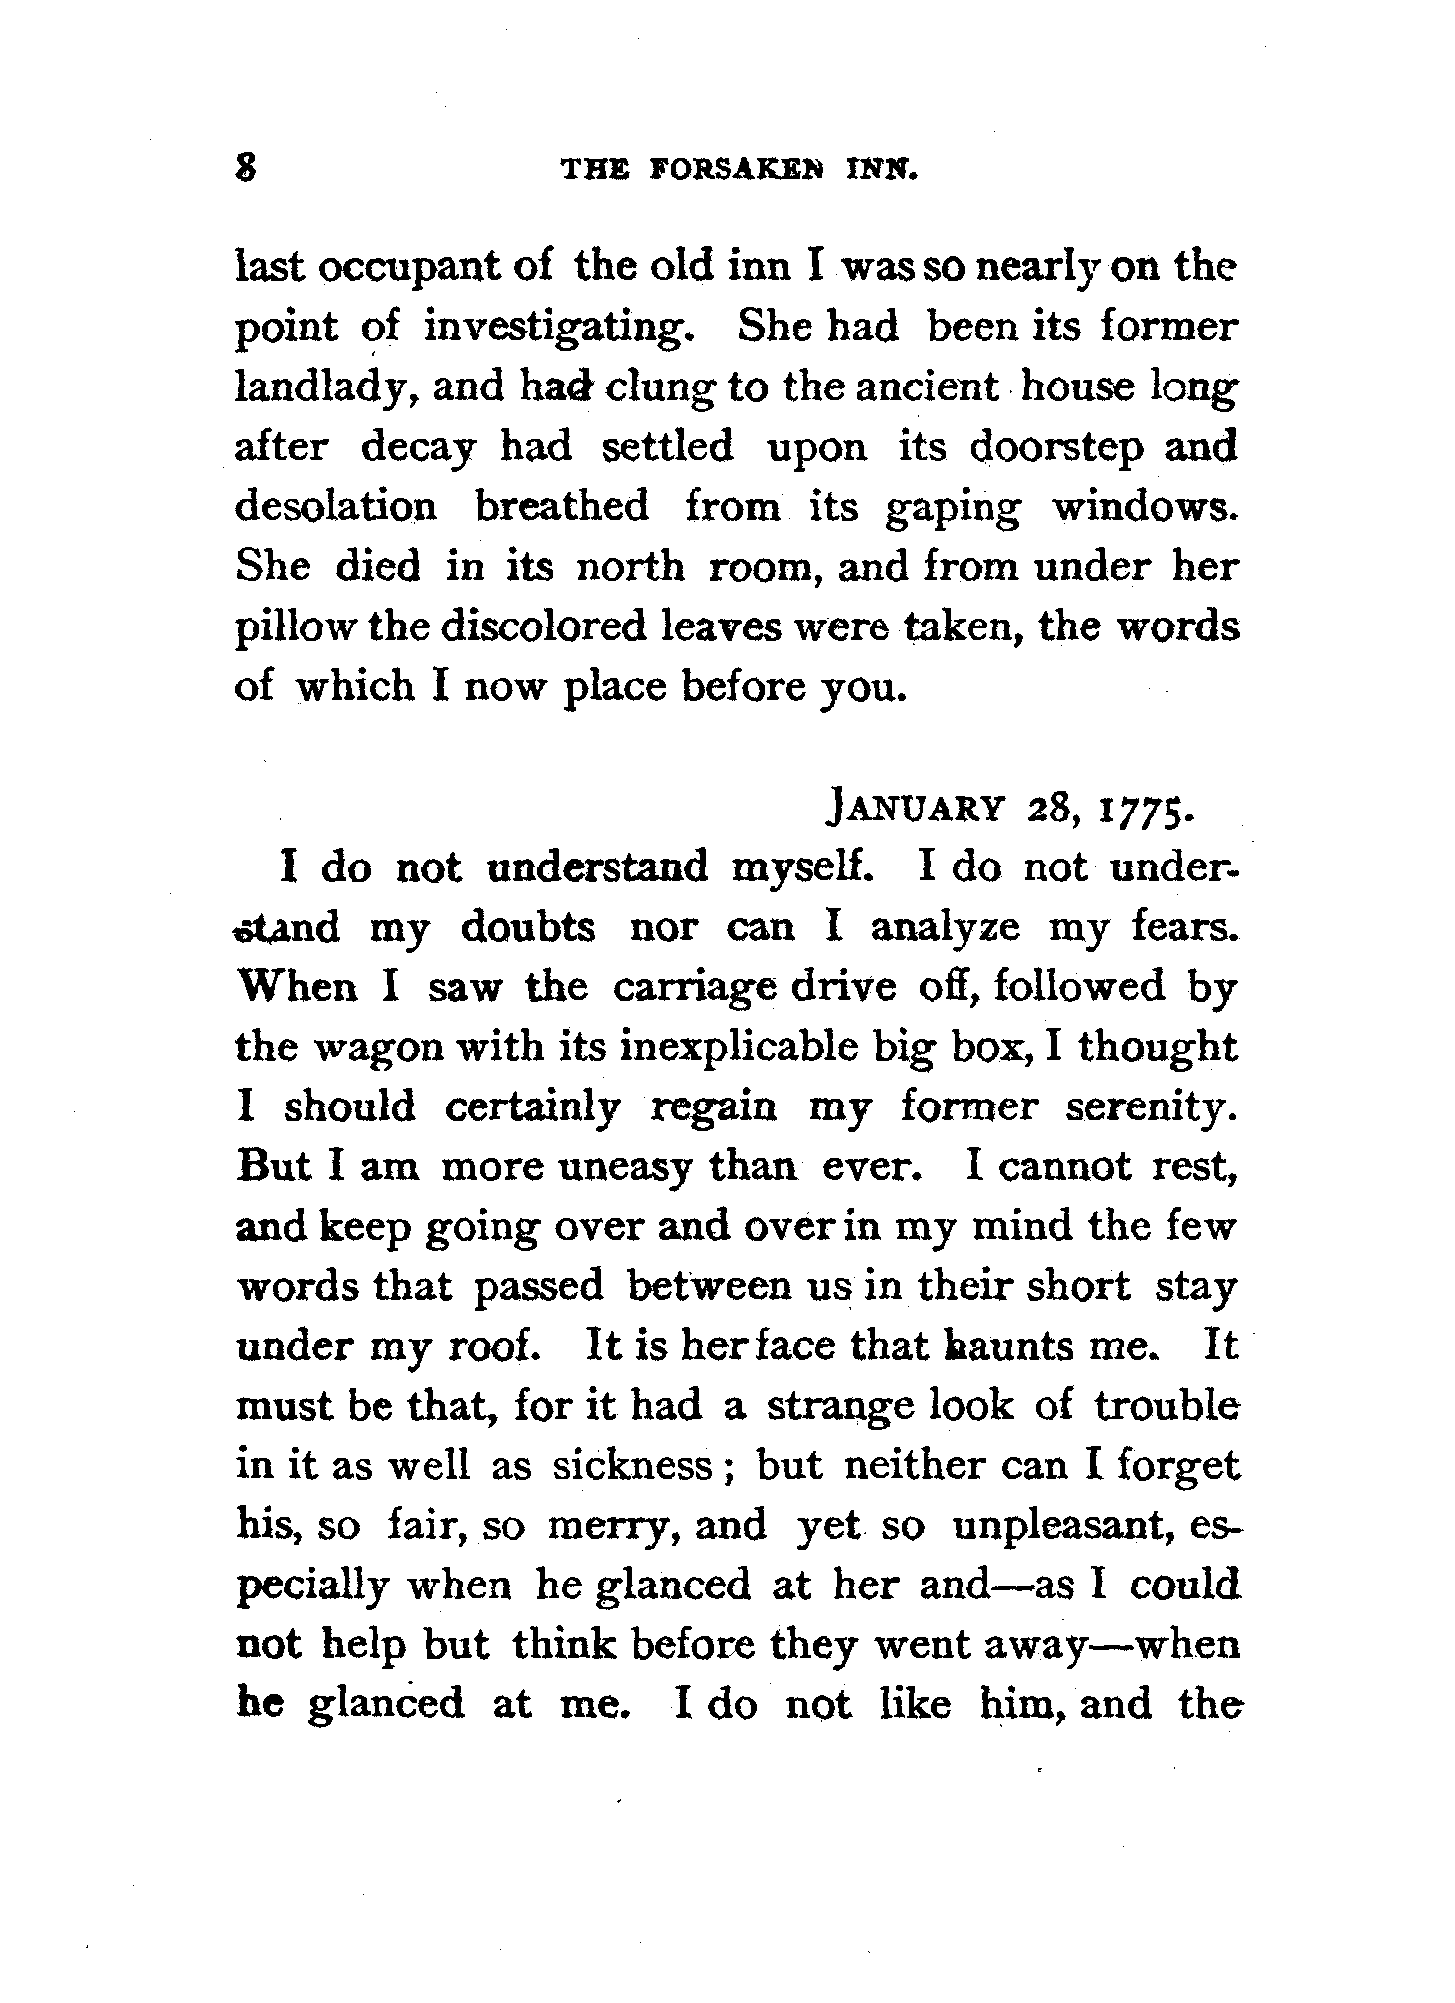 8 THE FORSAKEN INN.
last occupant of the old inn I was so nearly on the
point of investigating. She had been its former
landlady, and had clung to the ancient house long
after decay had settled upon its doorstep and
desolation breathed from its gaping windows.
She died in its north room, and from under her
pillow the discolored leaves were taken, the words
of which I now place before you.
JANUARY 28, 1775.
I do not understand myself. I do not under-
stand my doubts nor can I analyze my fears.
When I saw the carriage drive off, followed by
the wagon with its inexplicable big box, I thought
I should certainly regain my former serenity.
But I am more uneasy than ever. I cannot rest,
and keep going over and over in my mind the few
words that passed between us in their short stay
under my roof. It is her face that haunts me. It
must be that, for it had a strange look of trouble
in it as well as sickness; but neither can I forget
his, so fair, so merry, and yet so unpleasant, es-
pecially when he glanced at her and—as I could
not help but think before they went away—when
he glanced at me. I do not like him, and the